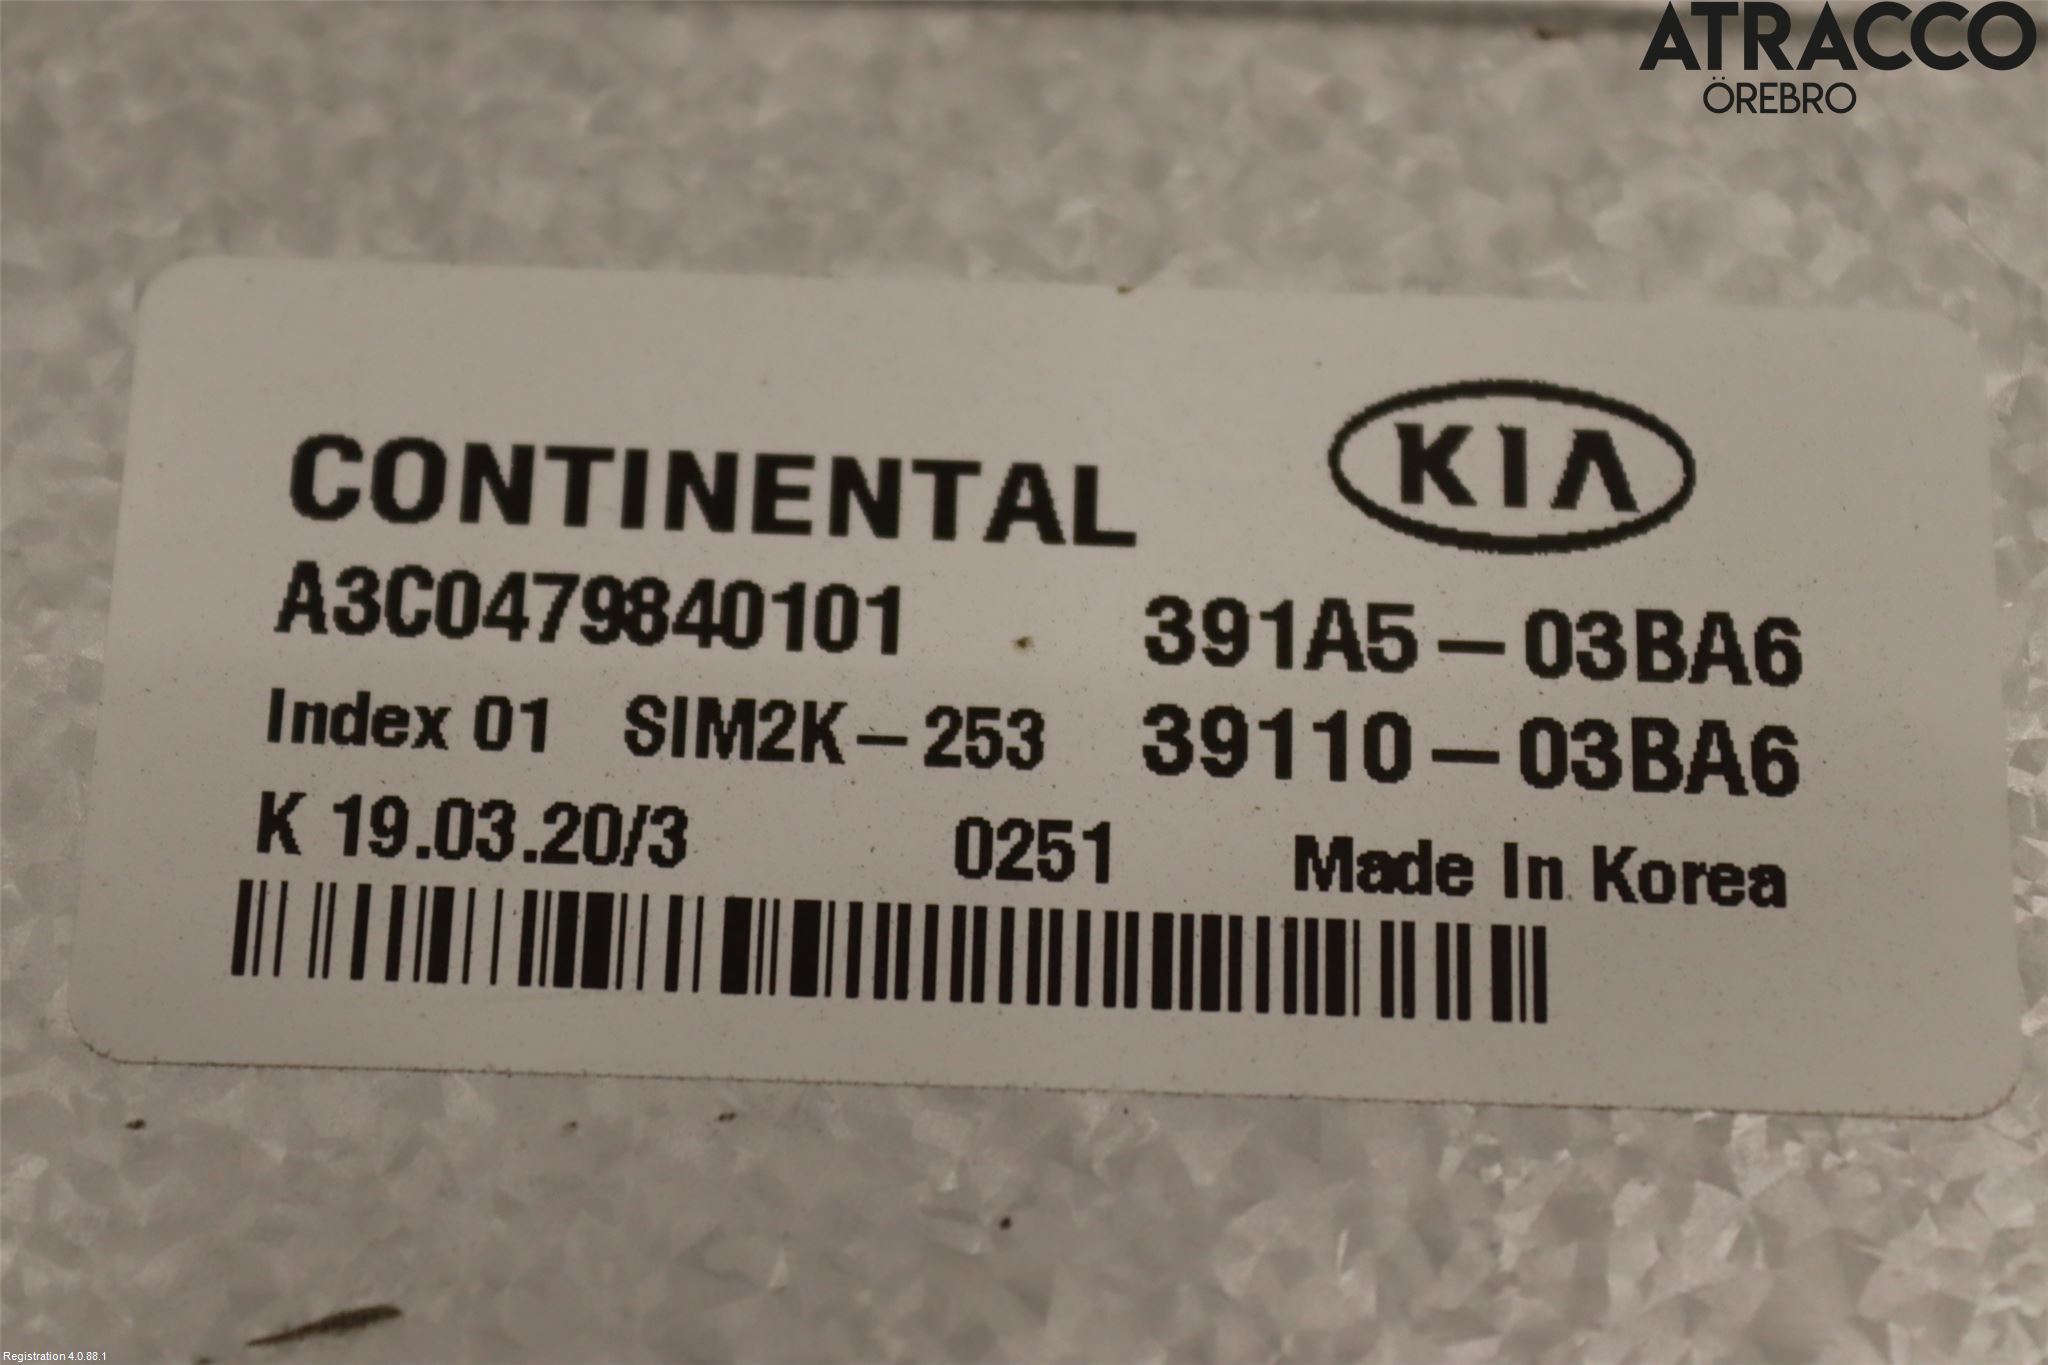 ATRACCO
ÖREBRO
CONTINENTAL
KIA
A3C0479840101 391A5-03BA6
Index 01 SIM2K-253 39110-03BA6
K 19.03.20/3 0251 Made In Korea
Registration 4.0.88.1